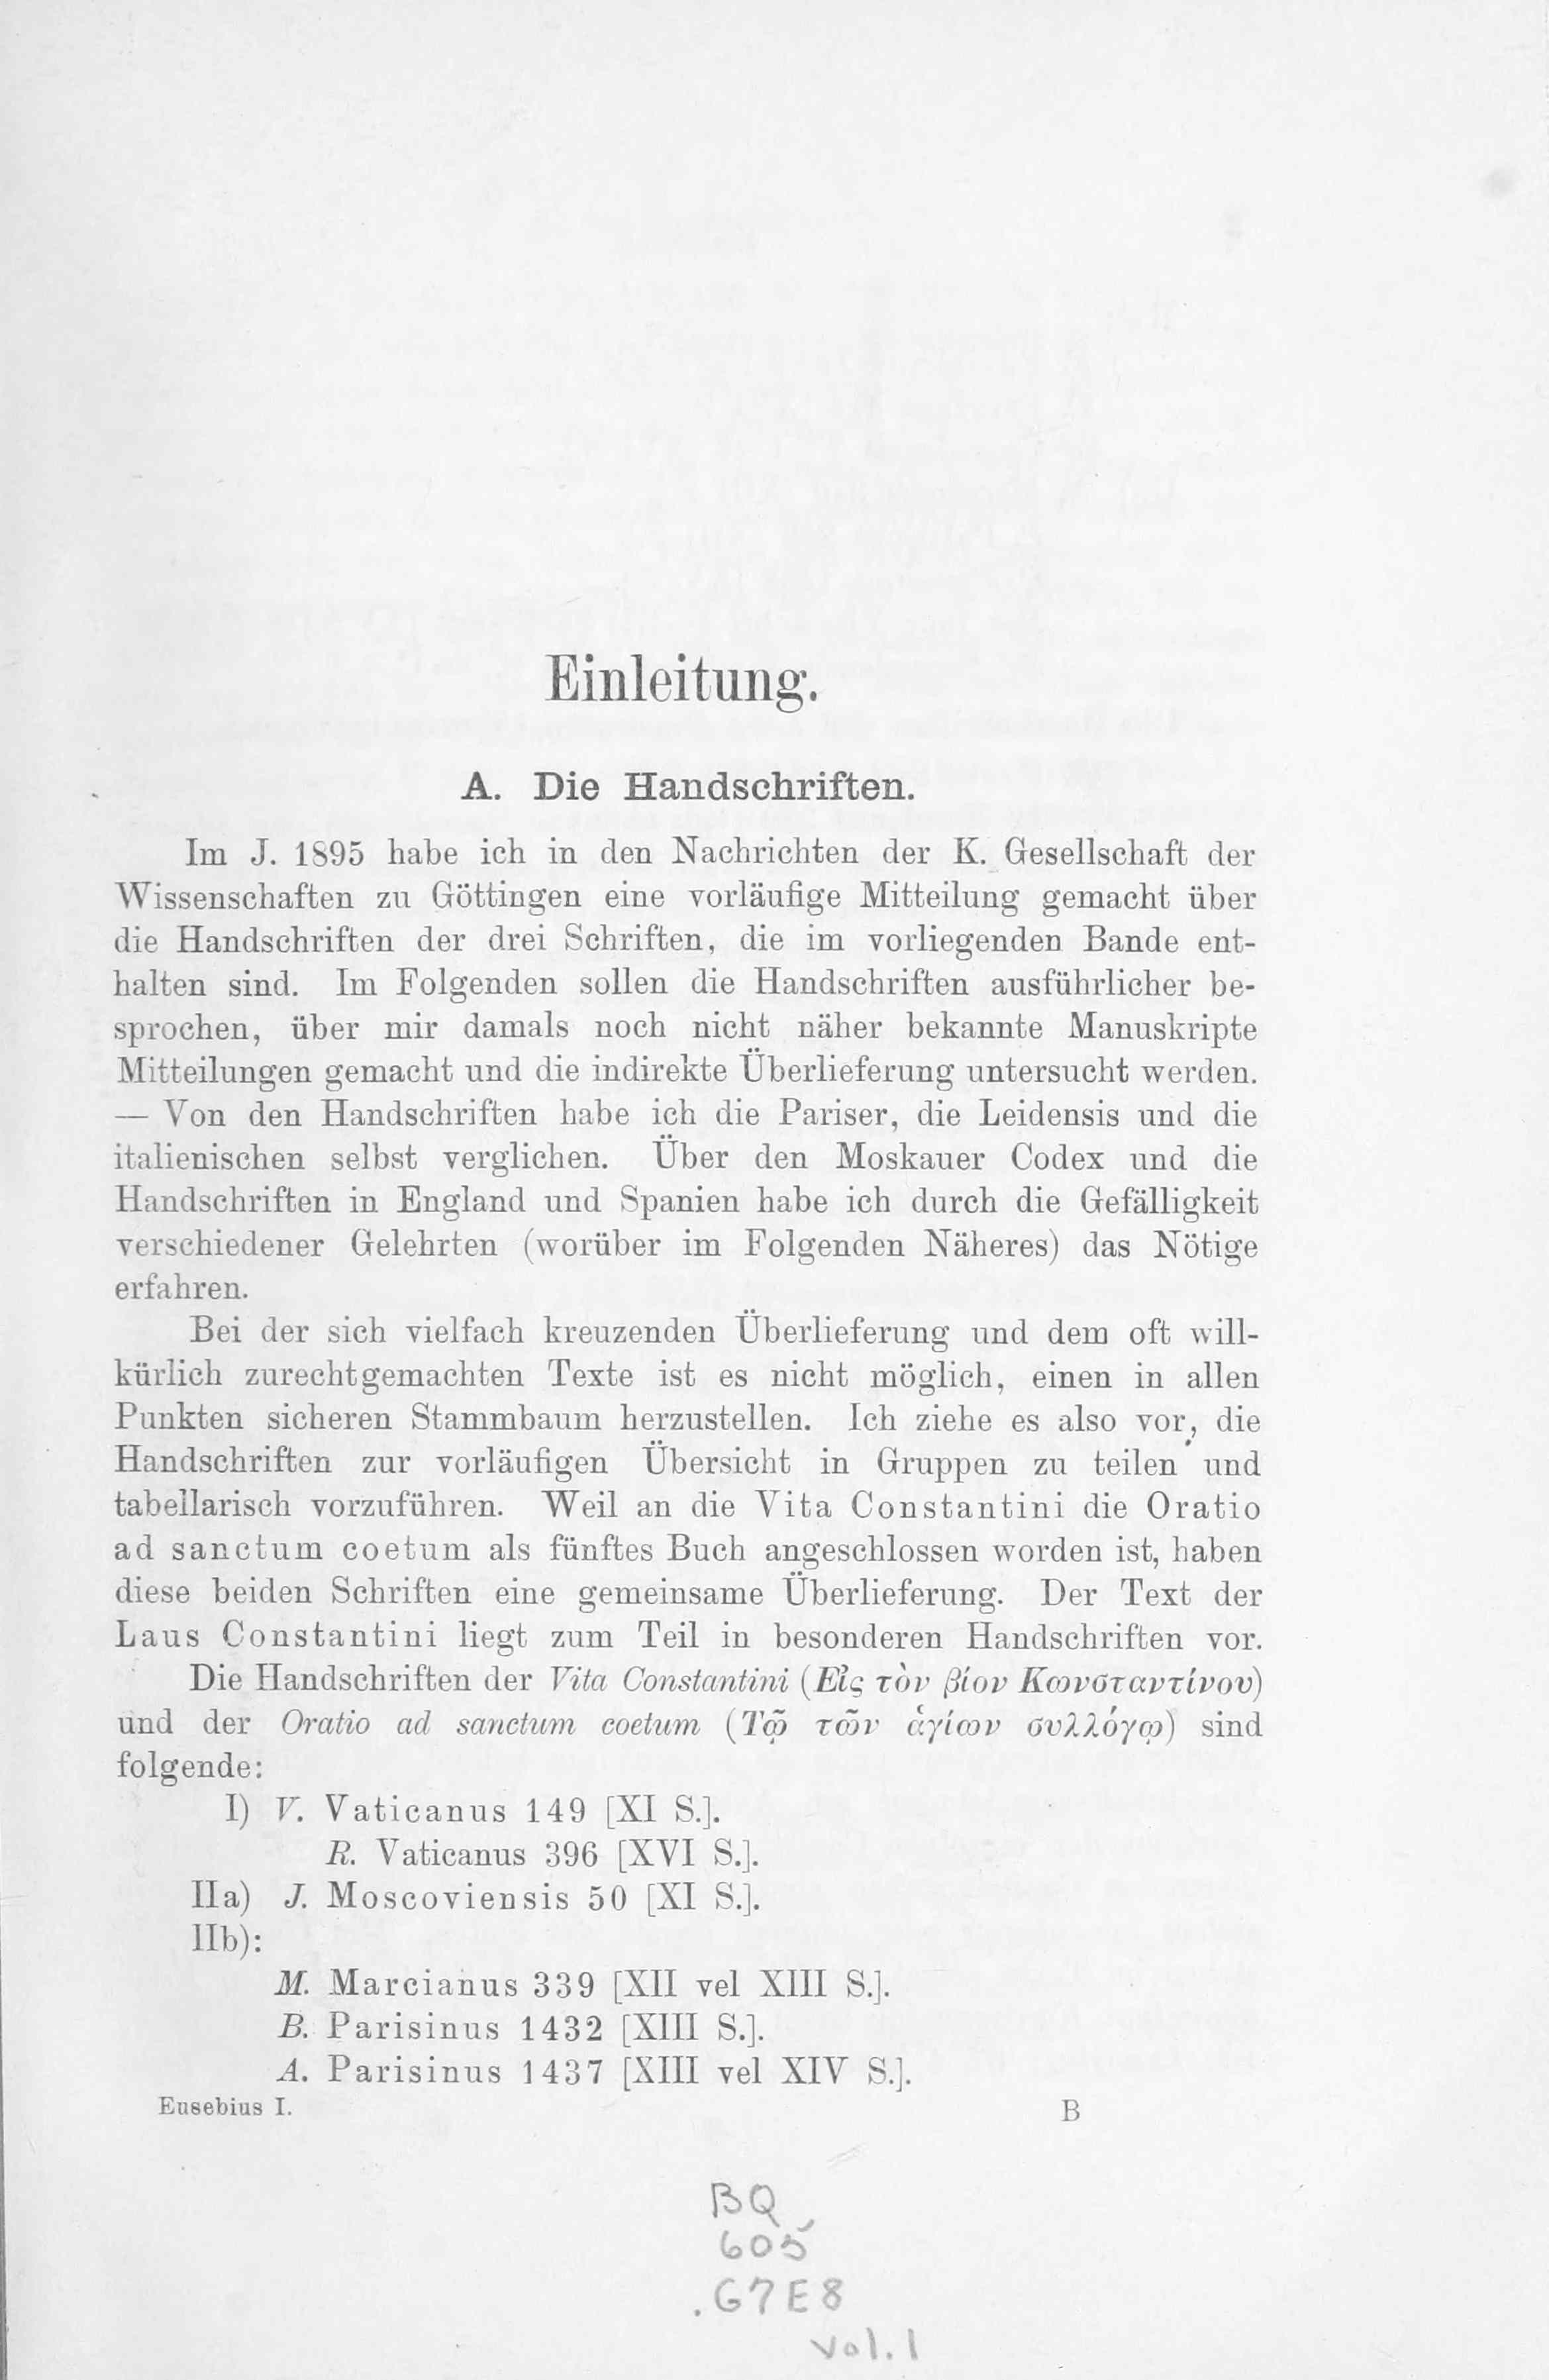 Einleitung.
A. Die Handschriften.
Im J. 1895 habe ich in den Nachrichten der K. Gesellschaft der
Wissenschaften zu Göttingen eine vorläufige Mitteilung gemacht über
die Handschriften der drei Schriften, die im vorliegenden Bande ent-
halten sind. Im Folgenden sollen die Handschriften ausführlicher be-
sprochen, über mir damals noch nicht näher bekannte Manuskripte
Mitteilungen gemacht und die indirekte Überlieferung untersucht werden.
— Von den Handschriften habe ich die Pariser, die Leidensis und die
italienischen selbst verglichen. Über den Moskauer Codex und die
Handschriften in England und Spanien habe ich durch die Gefälligkeit
verschiedener Gelehrten (worüber im Folgenden Näheres) das Nötige
erfahren.
Bei der sich vielfach kreuzenden Überlieferung und dem oft will-
kürlich zurechtgemachten Texte ist es nicht möglich, einen in allen
Punkten sicheren Stammbaum herzustellen. Ich ziehe es also vor, die
Handschriften zur vorläufigen Übersicht in Gruppen zu teilen und
tabellarisch vorzuführen. Weil an die Vita Constantini die Oratio
ad sanctum coetum als fünftes Buch angeschlossen worden ist, haben
diese beiden Schriften eine gemeinsame Überlieferung. Der Text der
Laus Constantini liegt zum Teil in besonderen Handschriften vor.
Die Handschriften der Vita Constantini (Εἰς τὸν βίον Κωνσταντίνου)
und der Oratio ad sanctum coetum (Τῷ τῶν ἁγίων συλλόγῳ) sind
folgende:
I) V. Vaticanus 149 [XI S.].
R. Vaticanus 396 [XVI S.].
IIa) J. Moscoviensis 50 [XI S.].
IIb):
M. Marcianus 339 [XII vel XIII S.].
B. Parisinus 1432 [XIII S.].
A. Parisinus 1437 [XIII vel XIV S.].
Eusebius I. B
BQ
605
.G7E8
vol.1